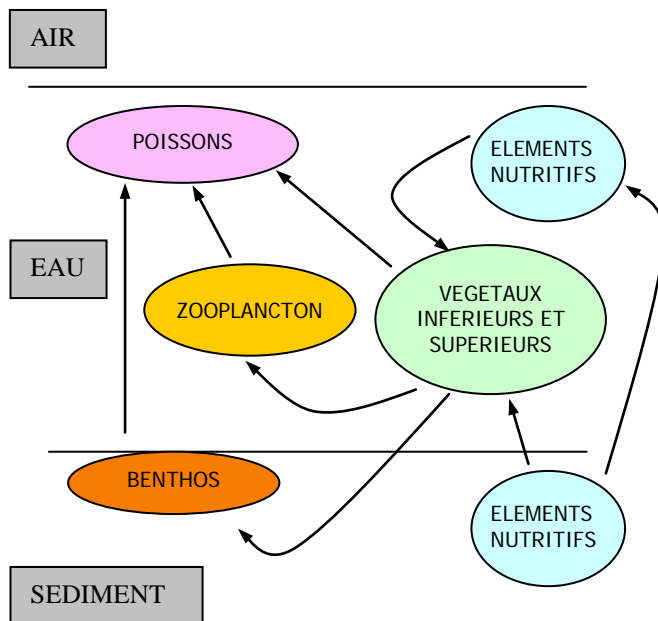 AIR
POISSONS
ELEMENTS
NUTRITIFS
EAU
ZOOPLANCTON
VEGETAUX
INFERIEURS ET
SUPERIEURS
BENTHOS
ELEMENTS
NUTRITIFS
SEDIMENT